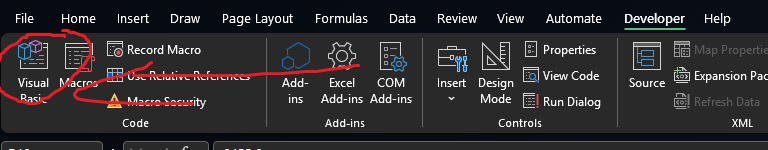 File Home Insert Draw Page Layout Formulas Data Review View Automate Developer Help
Visual Basic
Macros
Record Macro
Use Relative References
Macro Security
Code
Add-ins
Excel Add-ins
COM Add-ins
Add-ins
Insert
Design Mode
Properties
View Code
Run Dialog
Controls
Source
Map Propertie
Expansion Pac
Refresh Data
XML